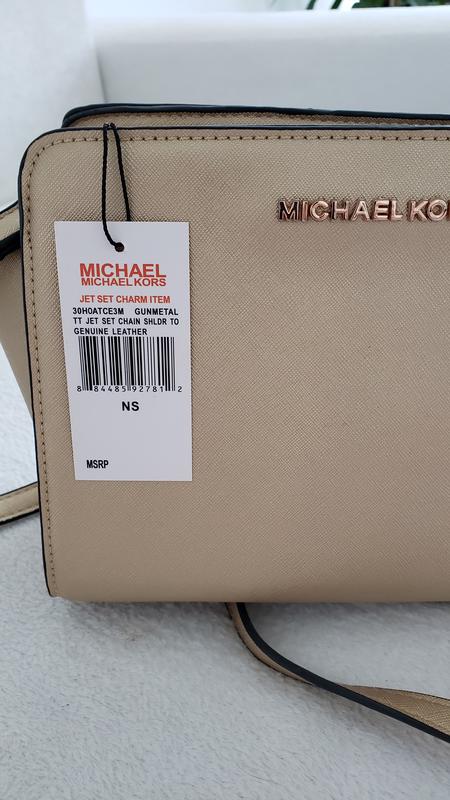 MICHAEL KO
MICHAEL
MICHAEL KORS
JET SET CHARM ITEM
30H0ATCE3M GUNMETAL
TT JET SET CHAIN SHLDR TO
GENUINE LEATHER
8 84485 92781 2
NS
MSRP